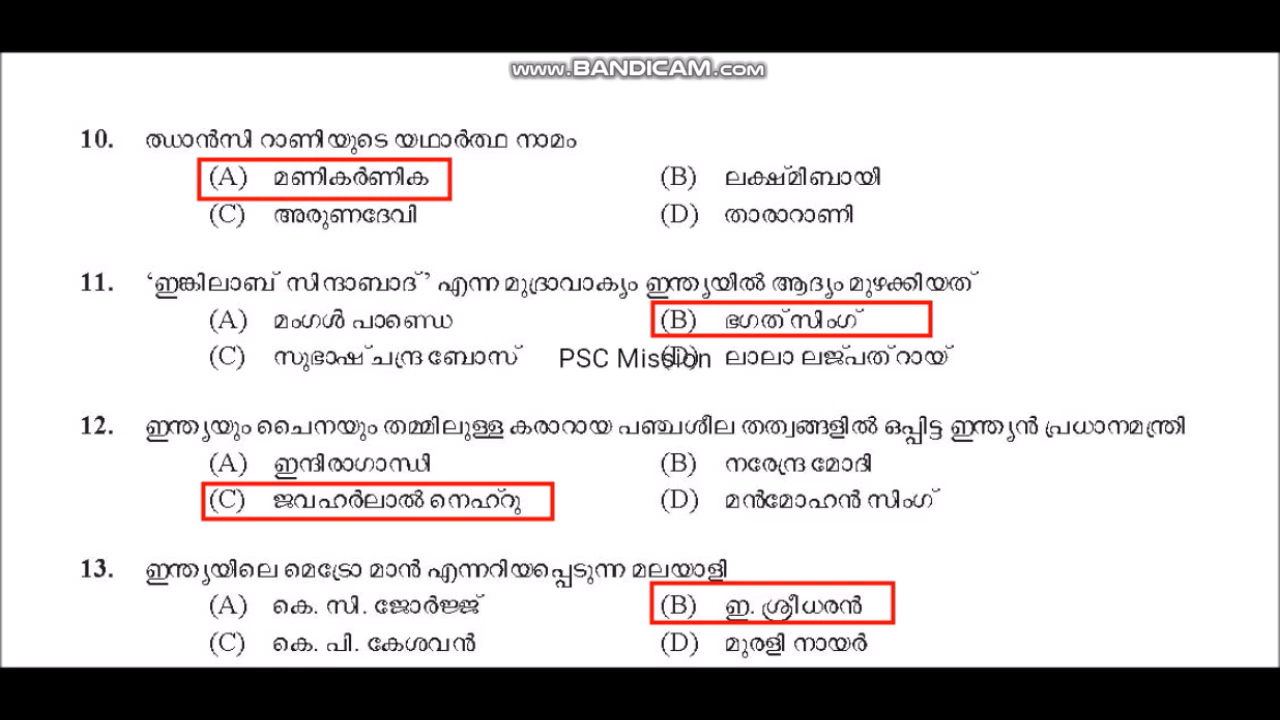 www.BANDICAM.com
10. ഝാൻസി റാണിയുടെ യഥാർത്ഥ നാമം
(A) മണികർണിക (B) ലക്ഷ്മിബായി
(C) അരുണദേവി (D) താരാറാണി
11. ‘ഇങ്കിലാബ് സിന്ദാബാദ്’ എന്ന മുദ്രാവാക്യം ഇന്ത്യയിൽ ആദ്യം മുഴക്കിയത്
(A) മംഗൾ പാണ്ഡെ (B) ഭഗത് സിംഗ്
(C) സുഭാഷ് ചന്ദ്ര ബോസ് PSC Mission (D) ലാലാ ലജ്പത് റായ്
12. ഇന്ത്യയും ചൈനയും തമ്മിലുള്ള കരാറായ പഞ്ചശീല തത്വങ്ങളിൽ ഒപ്പിട്ട ഇന്ത്യൻ പ്രധാനമന്ത്രി
(A) ഇന്ദിരാഗാന്ധി (B) നരേന്ദ്ര മോദി
(C) ജവഹർലാൽ നെഹ്റു (D) മൻമോഹൻ സിംഗ്
13. ഇന്ത്യയിലെ മെട്രോ മാൻ എന്നറിയപ്പെടുന്ന മലയാളി
(A) കെ. സി. ജോർജ്ജ് (B) ഇ. ശ്രീധരൻ
(C) കെ. പി. കേശവൻ (D) മുരളി നായർ